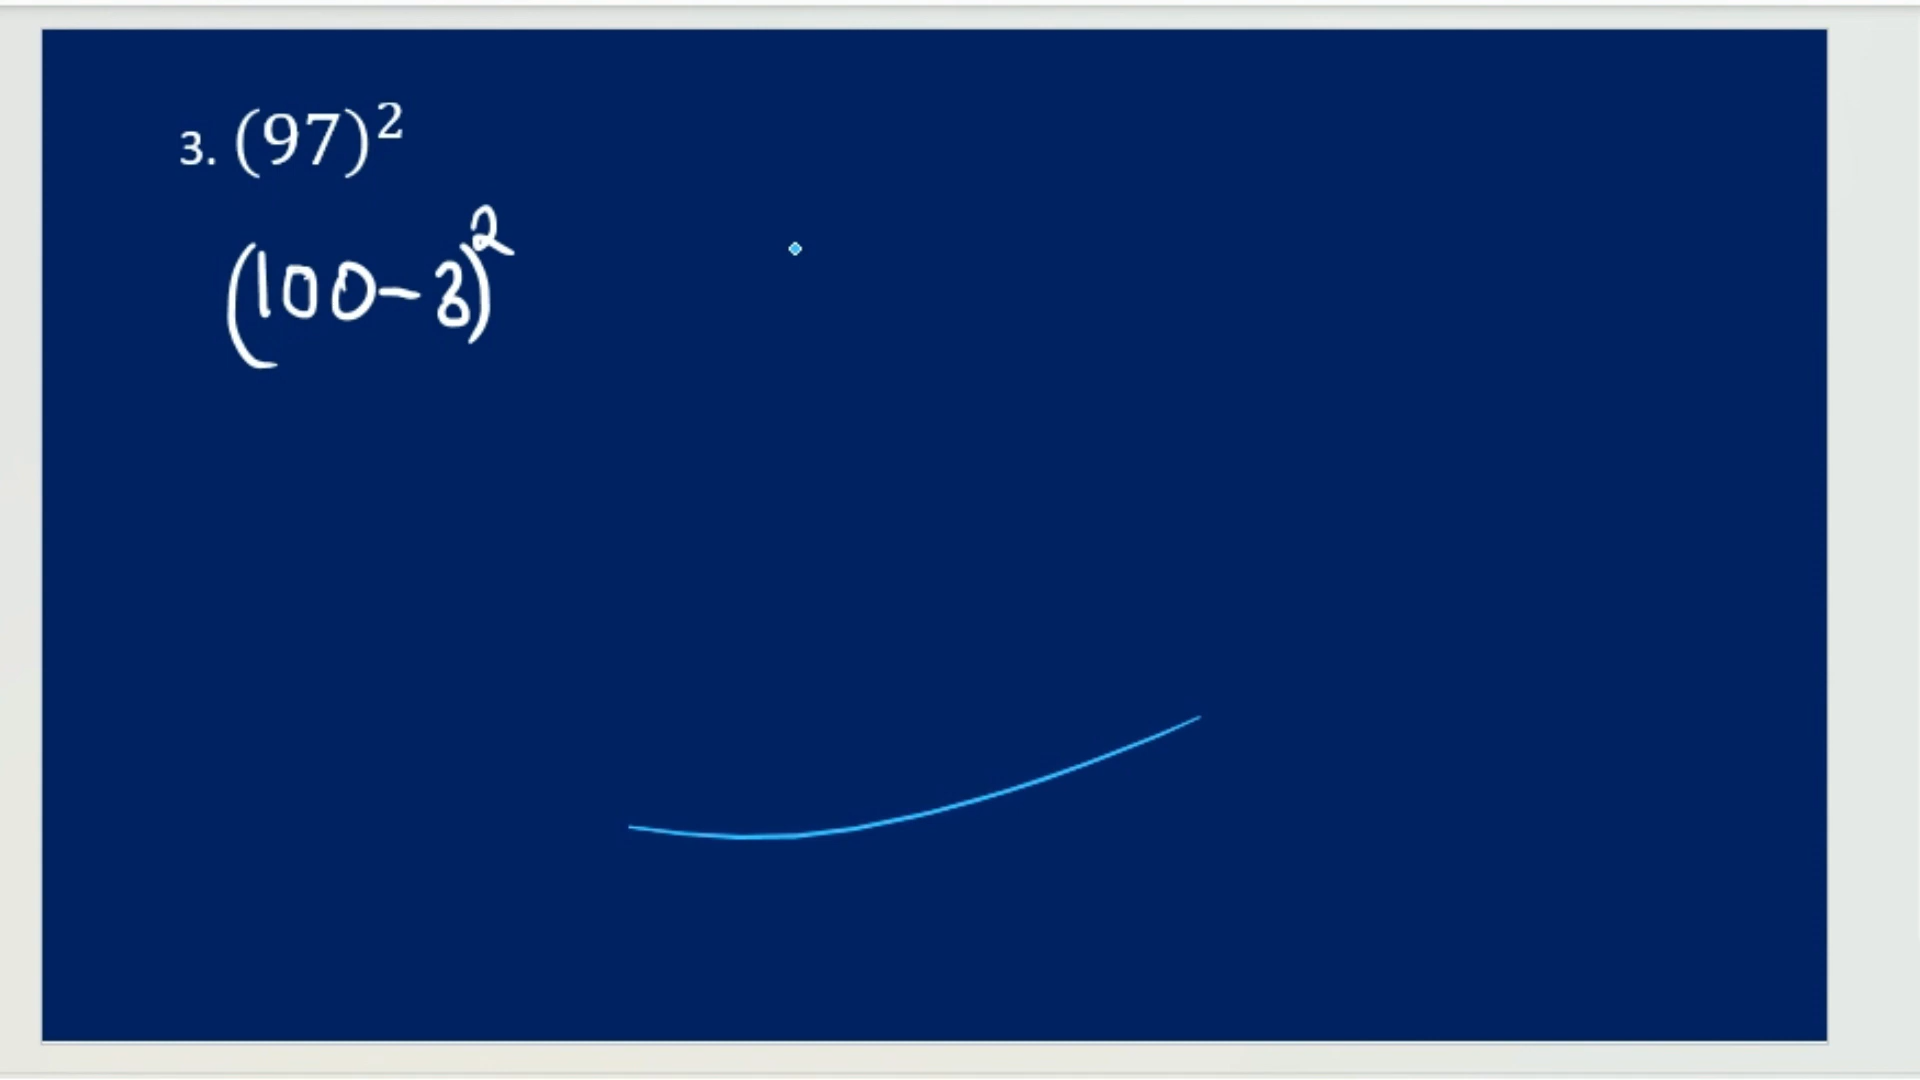 3. (97)²
(100-3)²